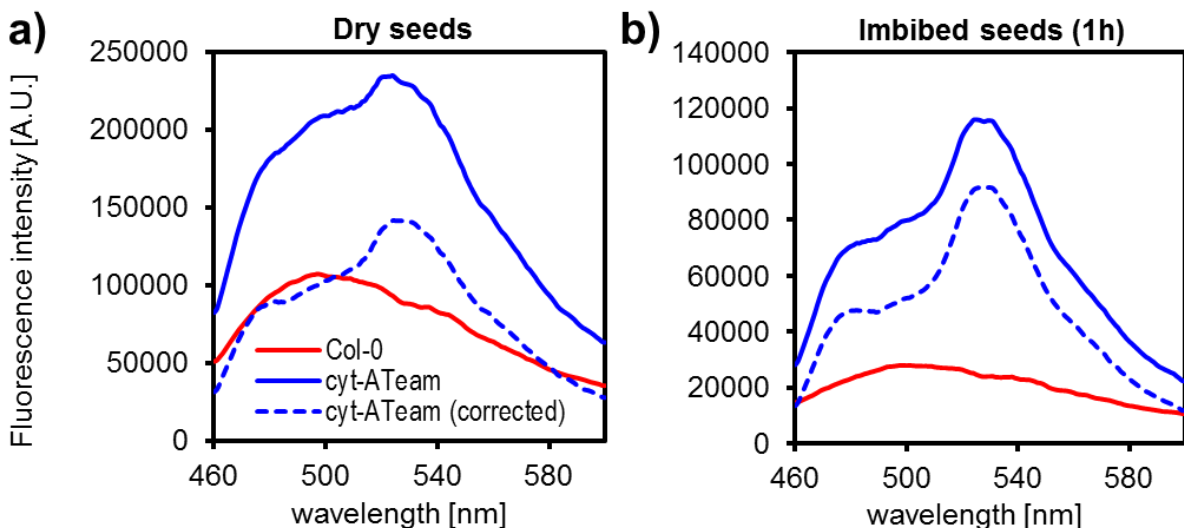 a)
Dry seeds
Fluorescence intensity [A.U.]
250000
200000
150000
100000
50000
0
Col-0
cyt-ATeam
cyt-ATeam (corrected)
460 500 540 580
wavelength [nm]
b)
Imbibed seeds (1h)
140000
120000
100000
80000
60000
40000
20000
0
460 500 540 580
wavelength [nm]